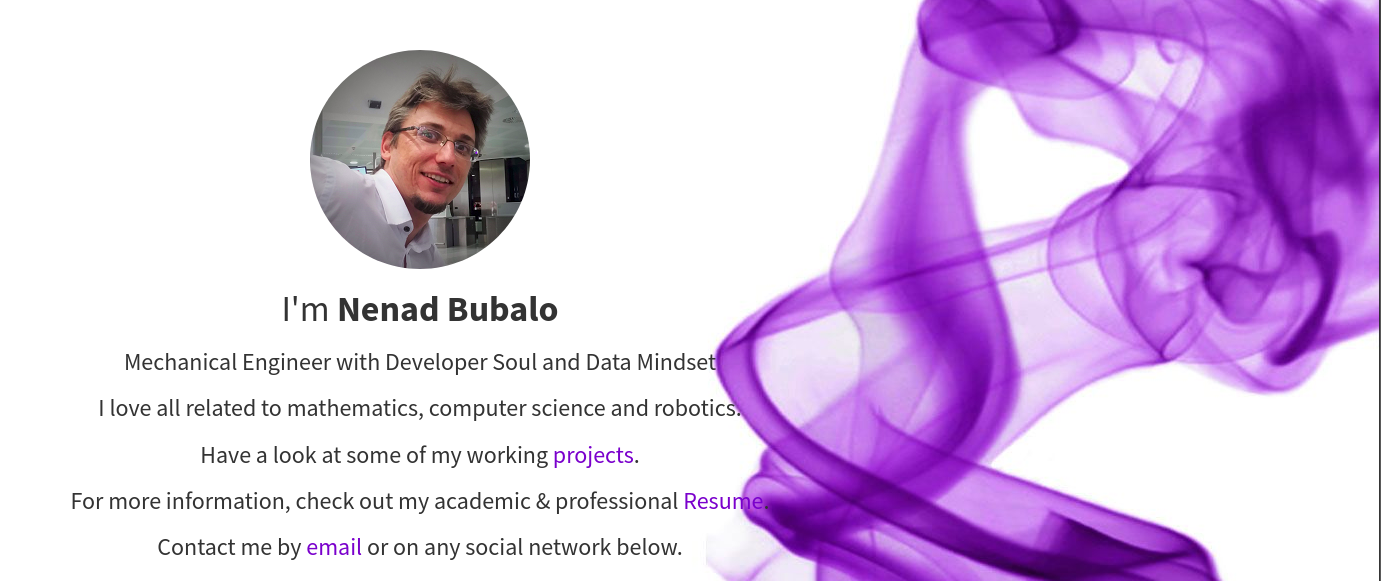 I'm Nenad Bubalo
Mechanical Engineer with Developer Soul and Data Mindset
I love all related to mathematics, computer science and robotics.
Have a look at some of my working projects.
For more information, check out my academic & professional Resume.
Contact me by email or on any social network below.